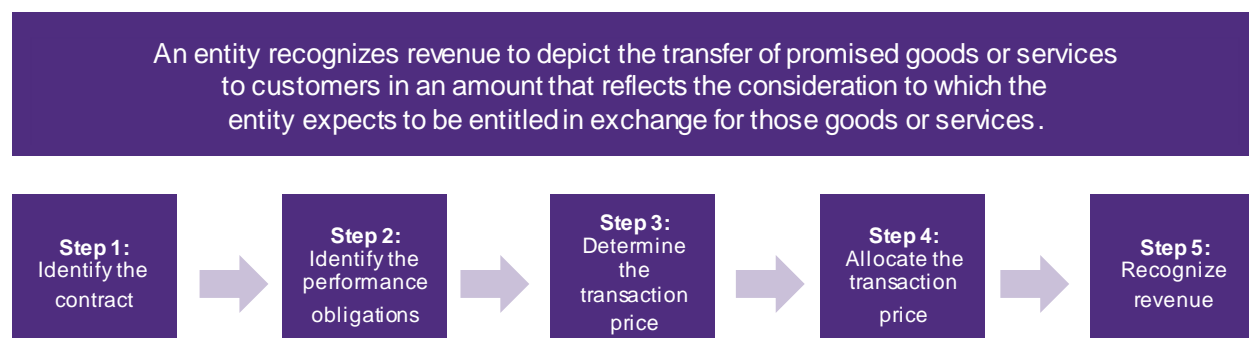 An entity recognizes revenue to depict the transfer of promised goods or services
to customers in an amount that reflects the consideration to which the
entity expects to be entitled in exchange for those goods or services.
Step 1:
Identify the
contract
Step 2:
Identify the
performance
obligations
Step 3:
Determine
the
transaction
price
Step 4:
Allocate the
transaction
price
Step 5:
Recognize
revenue